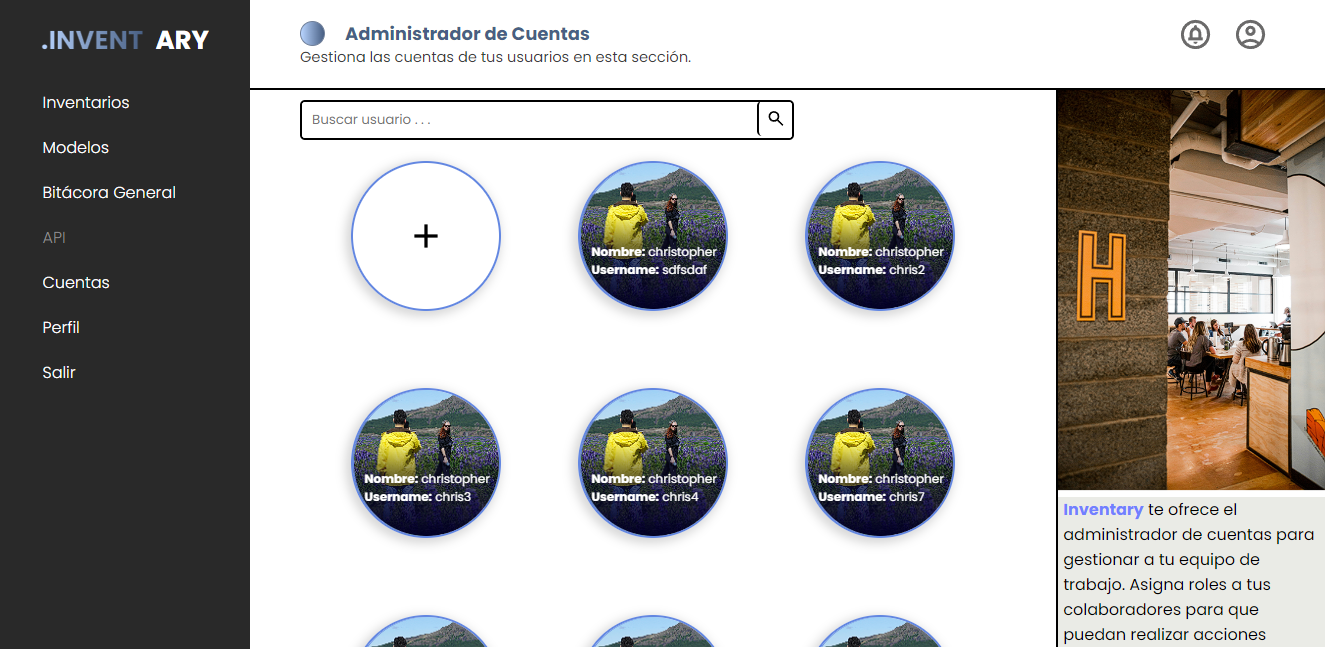 .INVENT ARY
Inventarios
Modelos
Bitácora General
API
Cuentas
Perfil
Salir
Administrador de Cuentas
Gestiona las cuentas de tus usuarios en esta sección.
Buscar usuario . . .
+
Nombre: christopher
Username: sdfsdaf
Nombre: christopher
Username: chris2
Nombre: christopher
Username: chris3
Nombre: christopher
Username: chris4
Nombre: christopher
Username: chris7
H
Inventary te ofrece el
administrador de cuentas para
gestionar a tu equipo de
trabajo. Asigna roles a tus
colaboradores para que
puedan realizar acciones